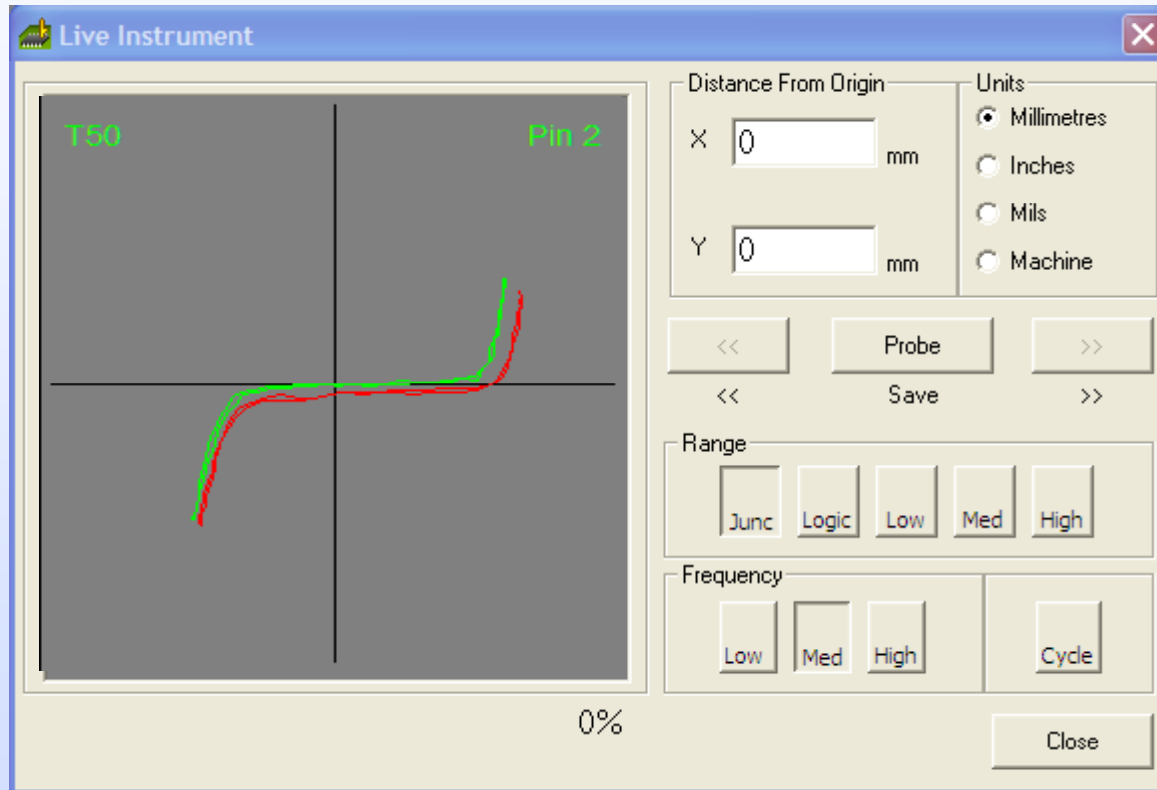 Live Instrument
T50 Pin 2
Distance From Origin
X 0 mm
Y 0 mm
Units
Millimetres
Inches
Mils
Machine
<< Probe >>
<< Save >>
Range
Junc Logic Low Med High
Frequency
Low Med High Cycle
0%
Close